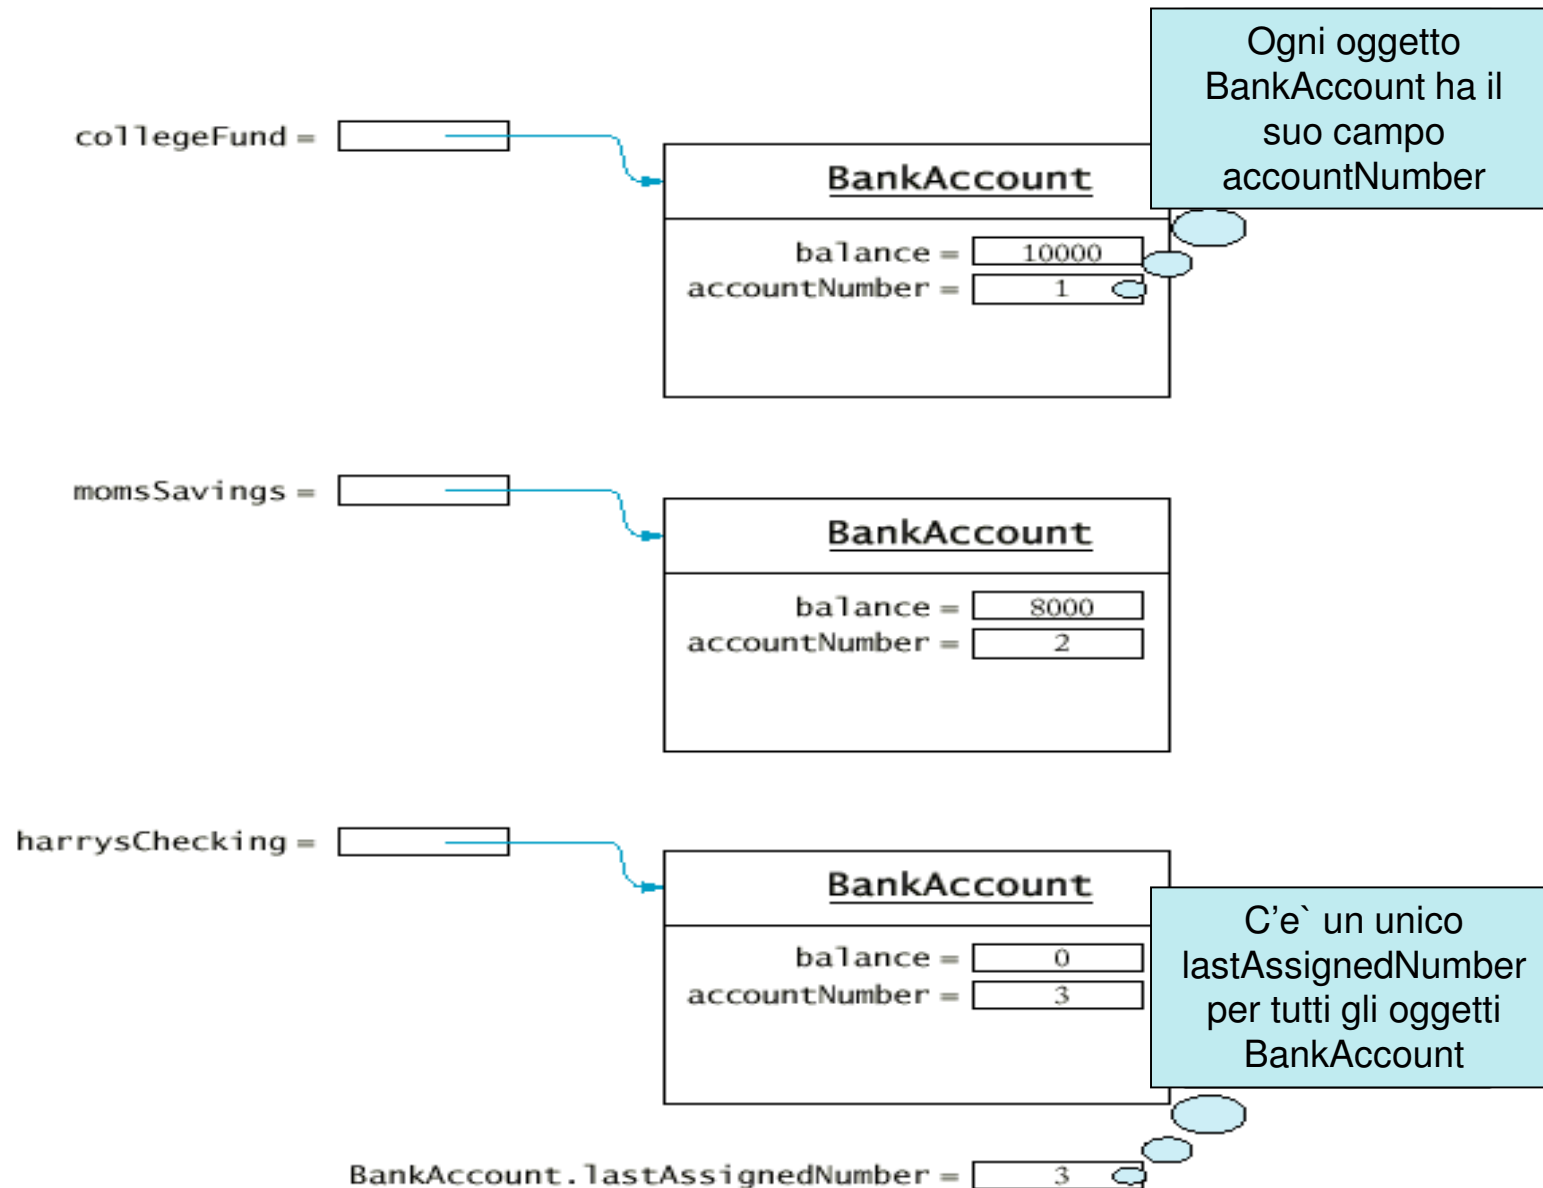 Ogni oggetto
BankAccount ha il
suo campo
accountNumber
collegeFund =
BankAccount
balance = 10000
accountNumber = 1
momsSavings =
BankAccount
balance = 8000
accountNumber = 2
harrysChecking =
BankAccount
balance = 0
accountNumber = 3
C'e` un unico
lastAssignedNumber
per tutti gli oggetti
BankAccount
BankAccount.lastAssignedNumber = 3